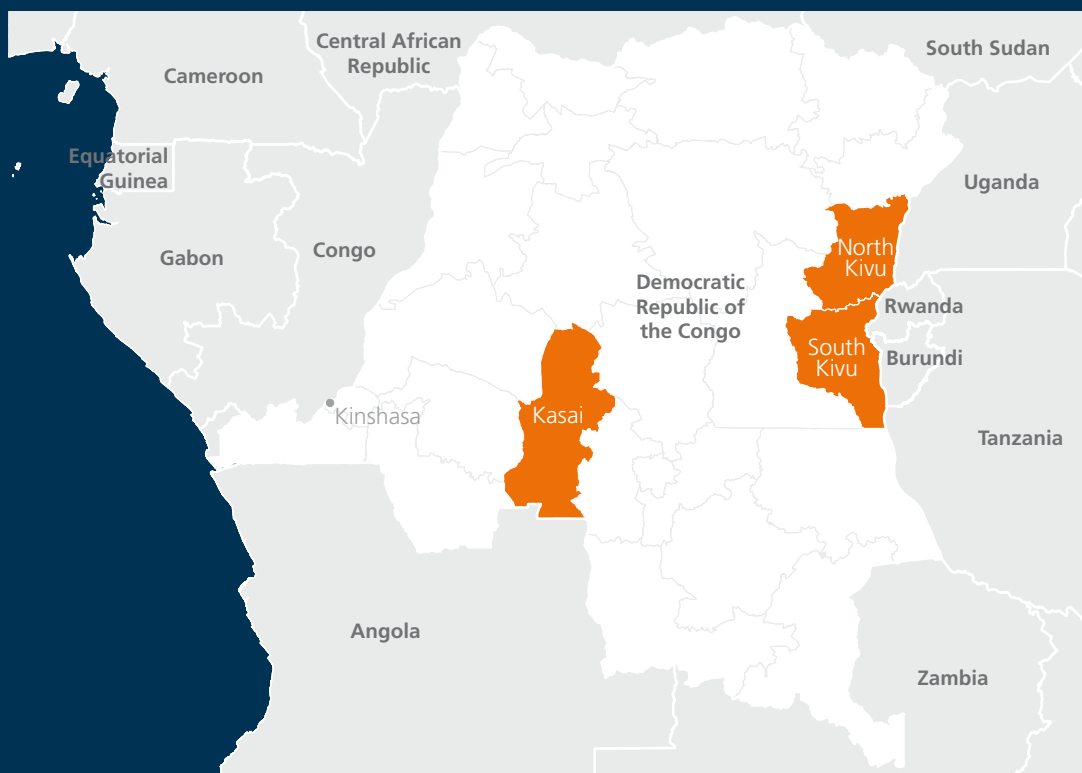 Central African
Republic
South Sudan
Cameroon
Equatorial
Guinea
Uganda
Gabon
Congo
North
Kivu
Democratic
Republic of
the Congo
Rwanda
South
Kivu
Burundi
Kinshasa
Kasai
Tanzania
Angola
Zambia